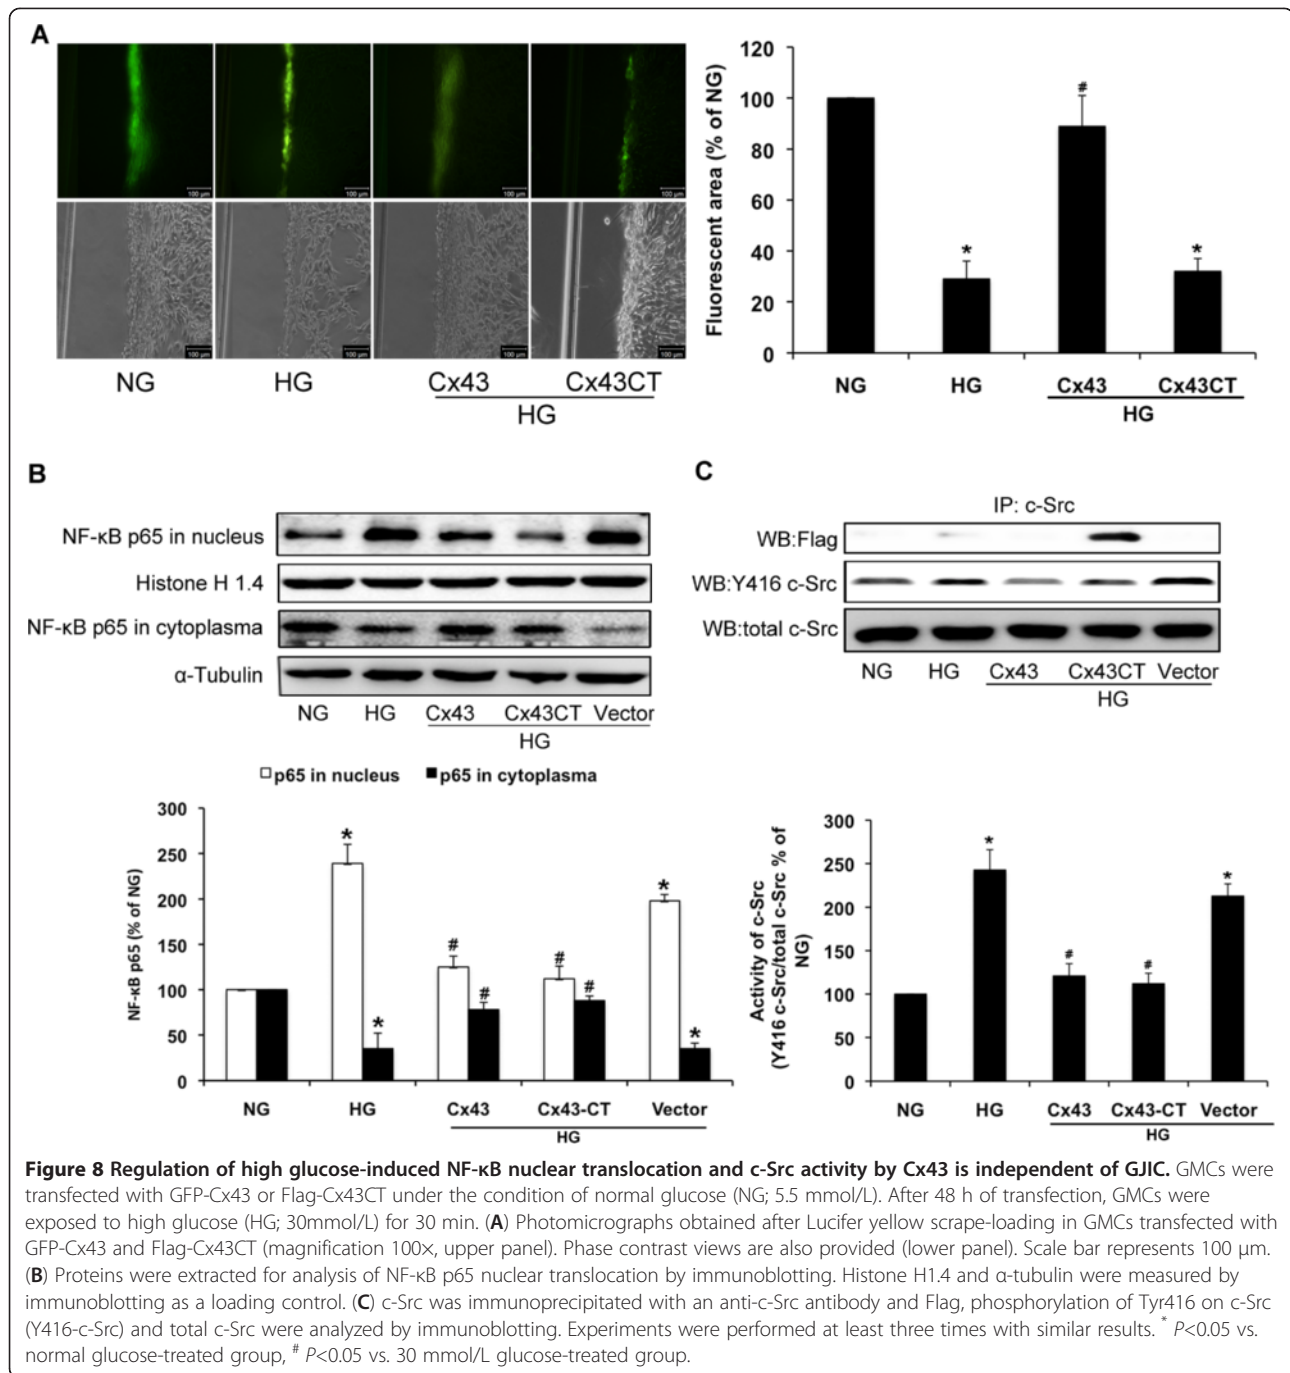 A
100 μm
100 μm
100 μm
100 μm
100 μm
100 μm
100 μm
100 μm
NG
HG
Cx43
Cx43CT
HG
Fluorescent area (% of NG)
120
100
80
60
40
20
0
*
#
*
NG
HG
Cx43
Cx43CT
HG
B
NF-κB p65 in nucleus
Histone H 1.4
NF-κB p65 in cytoplasma
α-Tubulin
NG
HG
Cx43
Cx43CT
Vector
HG
p65 in nucleus
p65 in cytoplasma
NF-κB p65 (% of NG)
300
250
200
150
100
50
0
*
*
#
#
#
#
*
*
NG
HG
Cx43
Cx43-CT
Vector
HG
C
IP: c-Src
WB:Flag
WB:Y416 c-Src
WB:total c-Src
NG
HG
Cx43
Cx43CT
Vector
HG
Activity of c-Src
(Y416 c-Src/total c-Src % of
NG)
300
250
200
150
100
50
0
*
#
#
*
NG
HG
Cx43
Cx43-CT
Vector
HG
Figure 8 Regulation of high glucose-induced NF-κB nuclear translocation and c-Src activity by Cx43 is independent of GJIC. GMCs were
transfected with GFP-Cx43 or Flag-Cx43CT under the condition of normal glucose (NG; 5.5 mmol/L). After 48 h of transfection, GMCs were
exposed to high glucose (HG; 30mmol/L) for 30 min. (A) Photomicrographs obtained after Lucifer yellow scrape-loading in GMCs transfected with
GFP-Cx43 and Flag-Cx43CT (magnification 100×, upper panel). Phase contrast views are also provided (lower panel). Scale bar represents 100 μm.
(B) Proteins were extracted for analysis of NF-κB p65 nuclear translocation by immunoblotting. Histone H1.4 and α-tubulin were measured by
immunoblotting as a loading control. (C) c-Src was immunoprecipitated with an anti-c-Src antibody and Flag, phosphorylation of Tyr416 on c-Src
(Y416-c-Src) and total c-Src were analyzed by immunoblotting. Experiments were performed at least three times with similar results. * P<0.05 vs.
normal glucose-treated group, # P<0.05 vs. 30 mmol/L glucose-treated group.